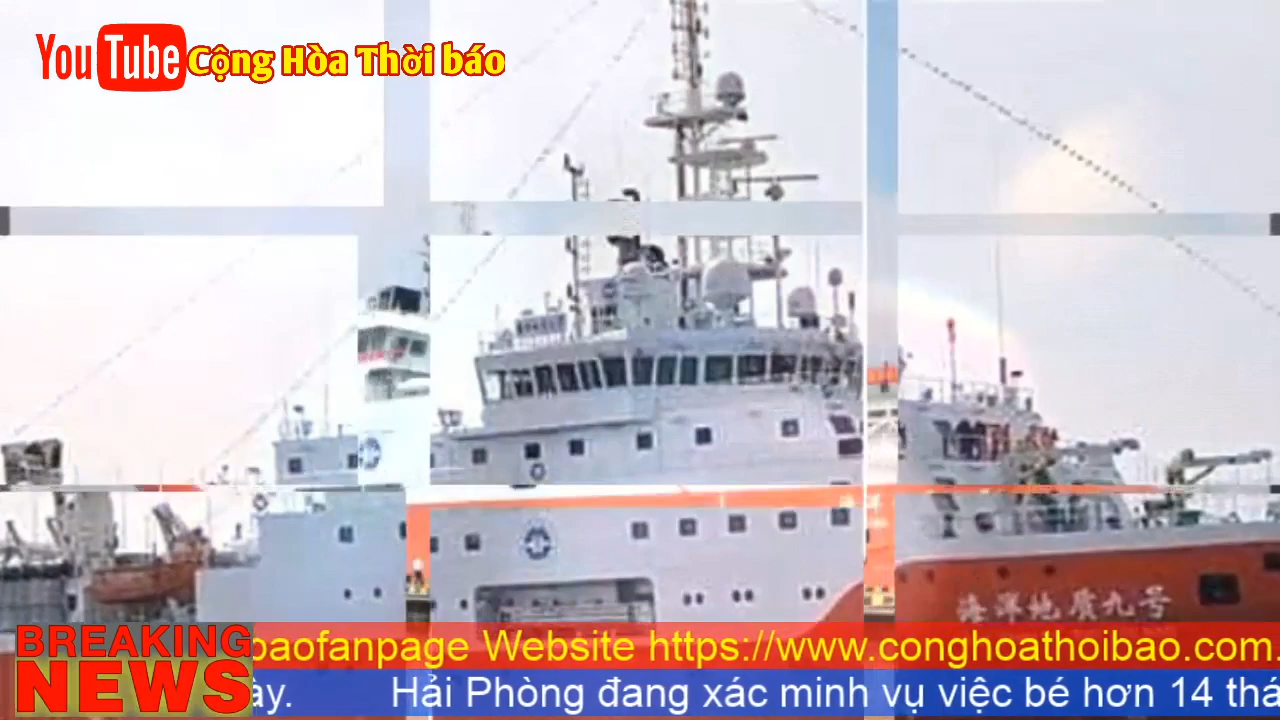 YouTube Cộng Hòa Thời báo
海洋地质九号
BREAKING
NEWS
baofanpage Website https://www.conghoathoibao.com.
ày. Hải Phòng đang xác minh vụ việc bé hơn 14 thá